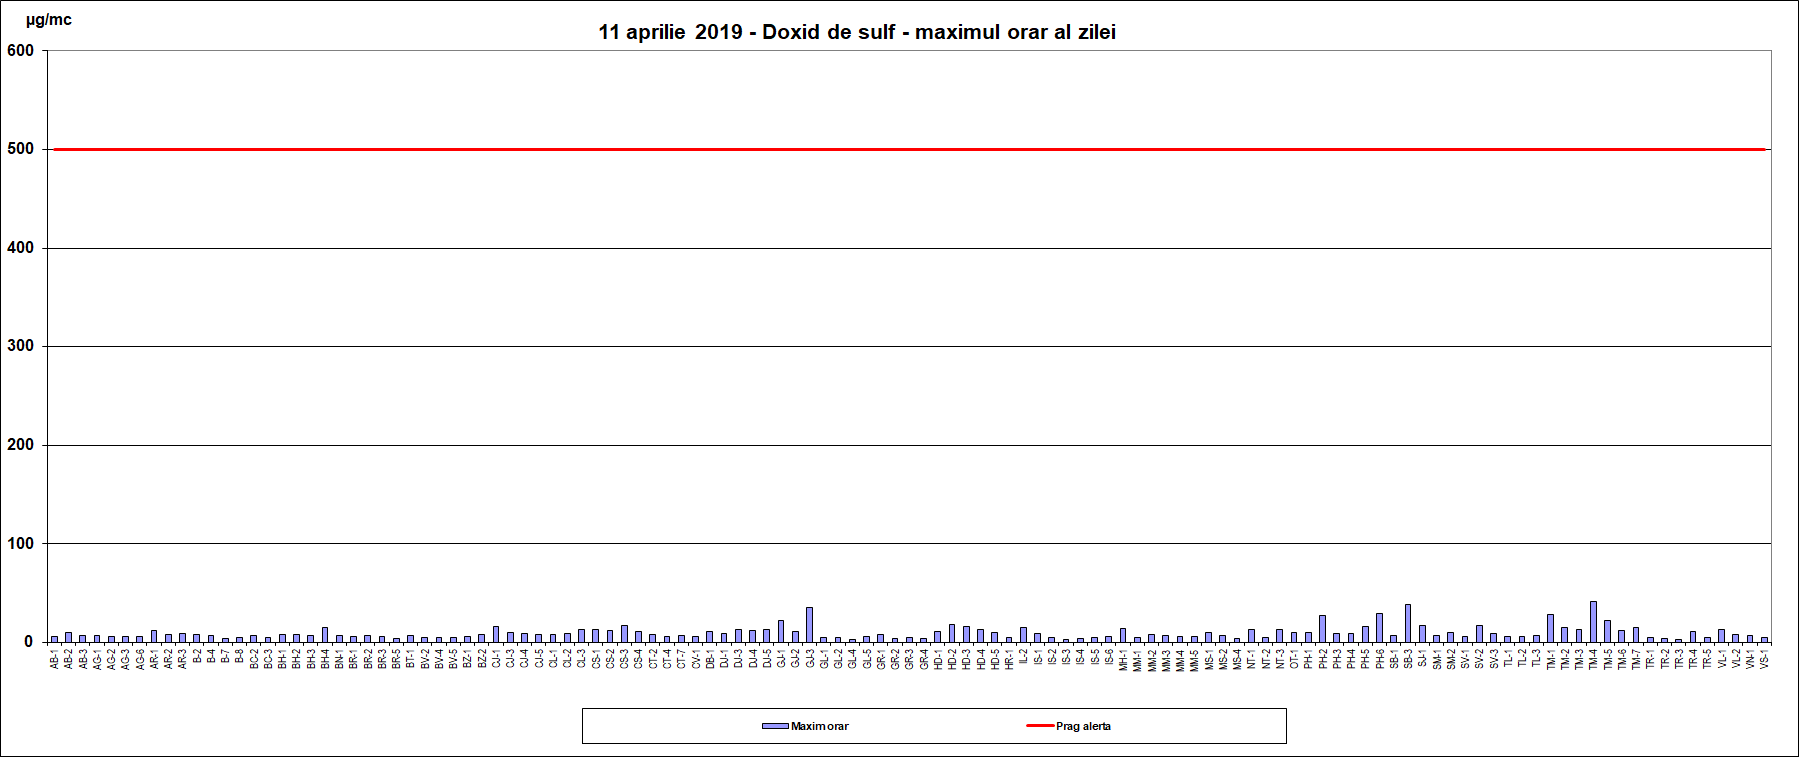 µg/mc
11 aprilie 2019 - Doxid de sulf - maximul orar al zilei
600
500
400
300
200
100
0
AB-1 AB-2 AB-3 AG-1 AG-2 AG-3 AG-6 AR-1 AR-2 AR-3 B-2 B-4 B-7 B-8 BC-2 BC-3 BH-1 BH-2 BH-3 BH-4 BN-1 BR-1 BR-2 BR-3 BR-5 BT-1 BV-2 BV-4 BV-5 BZ-1 BZ-2 CJ-1 CJ-3 CJ-4 CJ-5 CL-1 CL-2 CL-3 CS-1 CS-2 CS-3 CS-4 CT-2 CT-4 CT-7 CV-1 DB-1 DJ-1 DJ-3 DJ-4 DJ-5 GJ-1 GJ-2 GJ-3 GL-1 GL-2 GL-4 GL-5 GR-1 GR-2 GR-3 GR-4 HD-1 HD-2 HD-3 HD-4 HD-5 HR-1 IL-2 IS-1 IS-2 IS-3 IS-4 IS-5 IS-6 MH-1 MM-1 MM-2 MM-3 MM-4 MM-5 MS-1 MS-2 MS-4 NT-1 NT-2 NT-3 OT-1 PH-1 PH-2 PH-3 PH-4 PH-5 PH-6 SB-1 SB-3 SJ-1 SM-1 SM-2 SV-1 SV-2 SV-3 TL-1 TL-2 TL-3 TM-1 TM-2 TM-3 TM-4 TM-5 TM-6 TM-7 TR-1 TR-2 TR-3 TR-4 TR-5 VL-1 VL-2 VN-1 VS-1
Maxim orar
Prag alerta